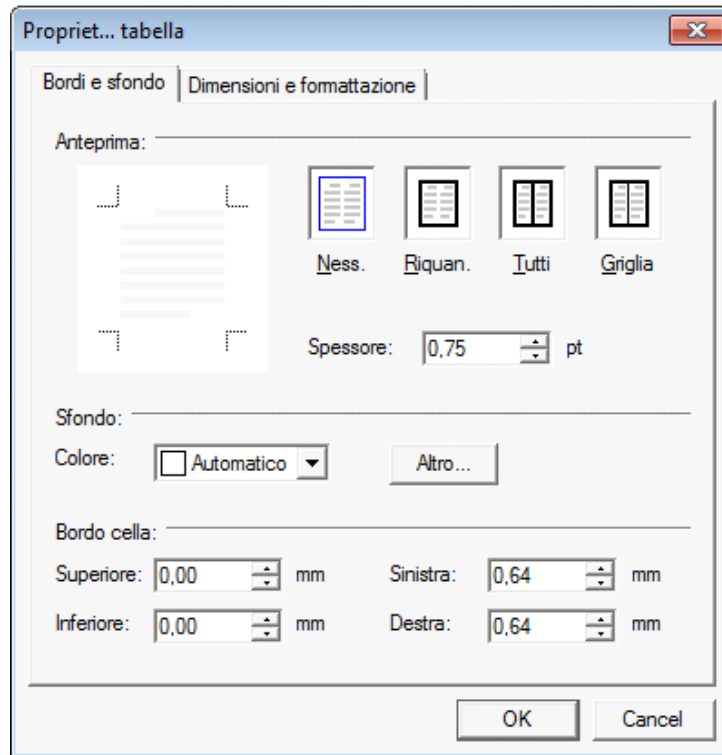 Propriet... tabella
Bordi e sfondo Dimensioni e formattazione
Anteprima:
Ness. Riquan. Tutti Griglia
Spessore: 0,75 pt
Sfondo:
Colore: Automatico Altro...
Bordo cella:
Superiore: 0,00 mm Sinistra: 0,64 mm
Inferiore: 0,00 mm Destra: 0,64 mm
OK Cancel